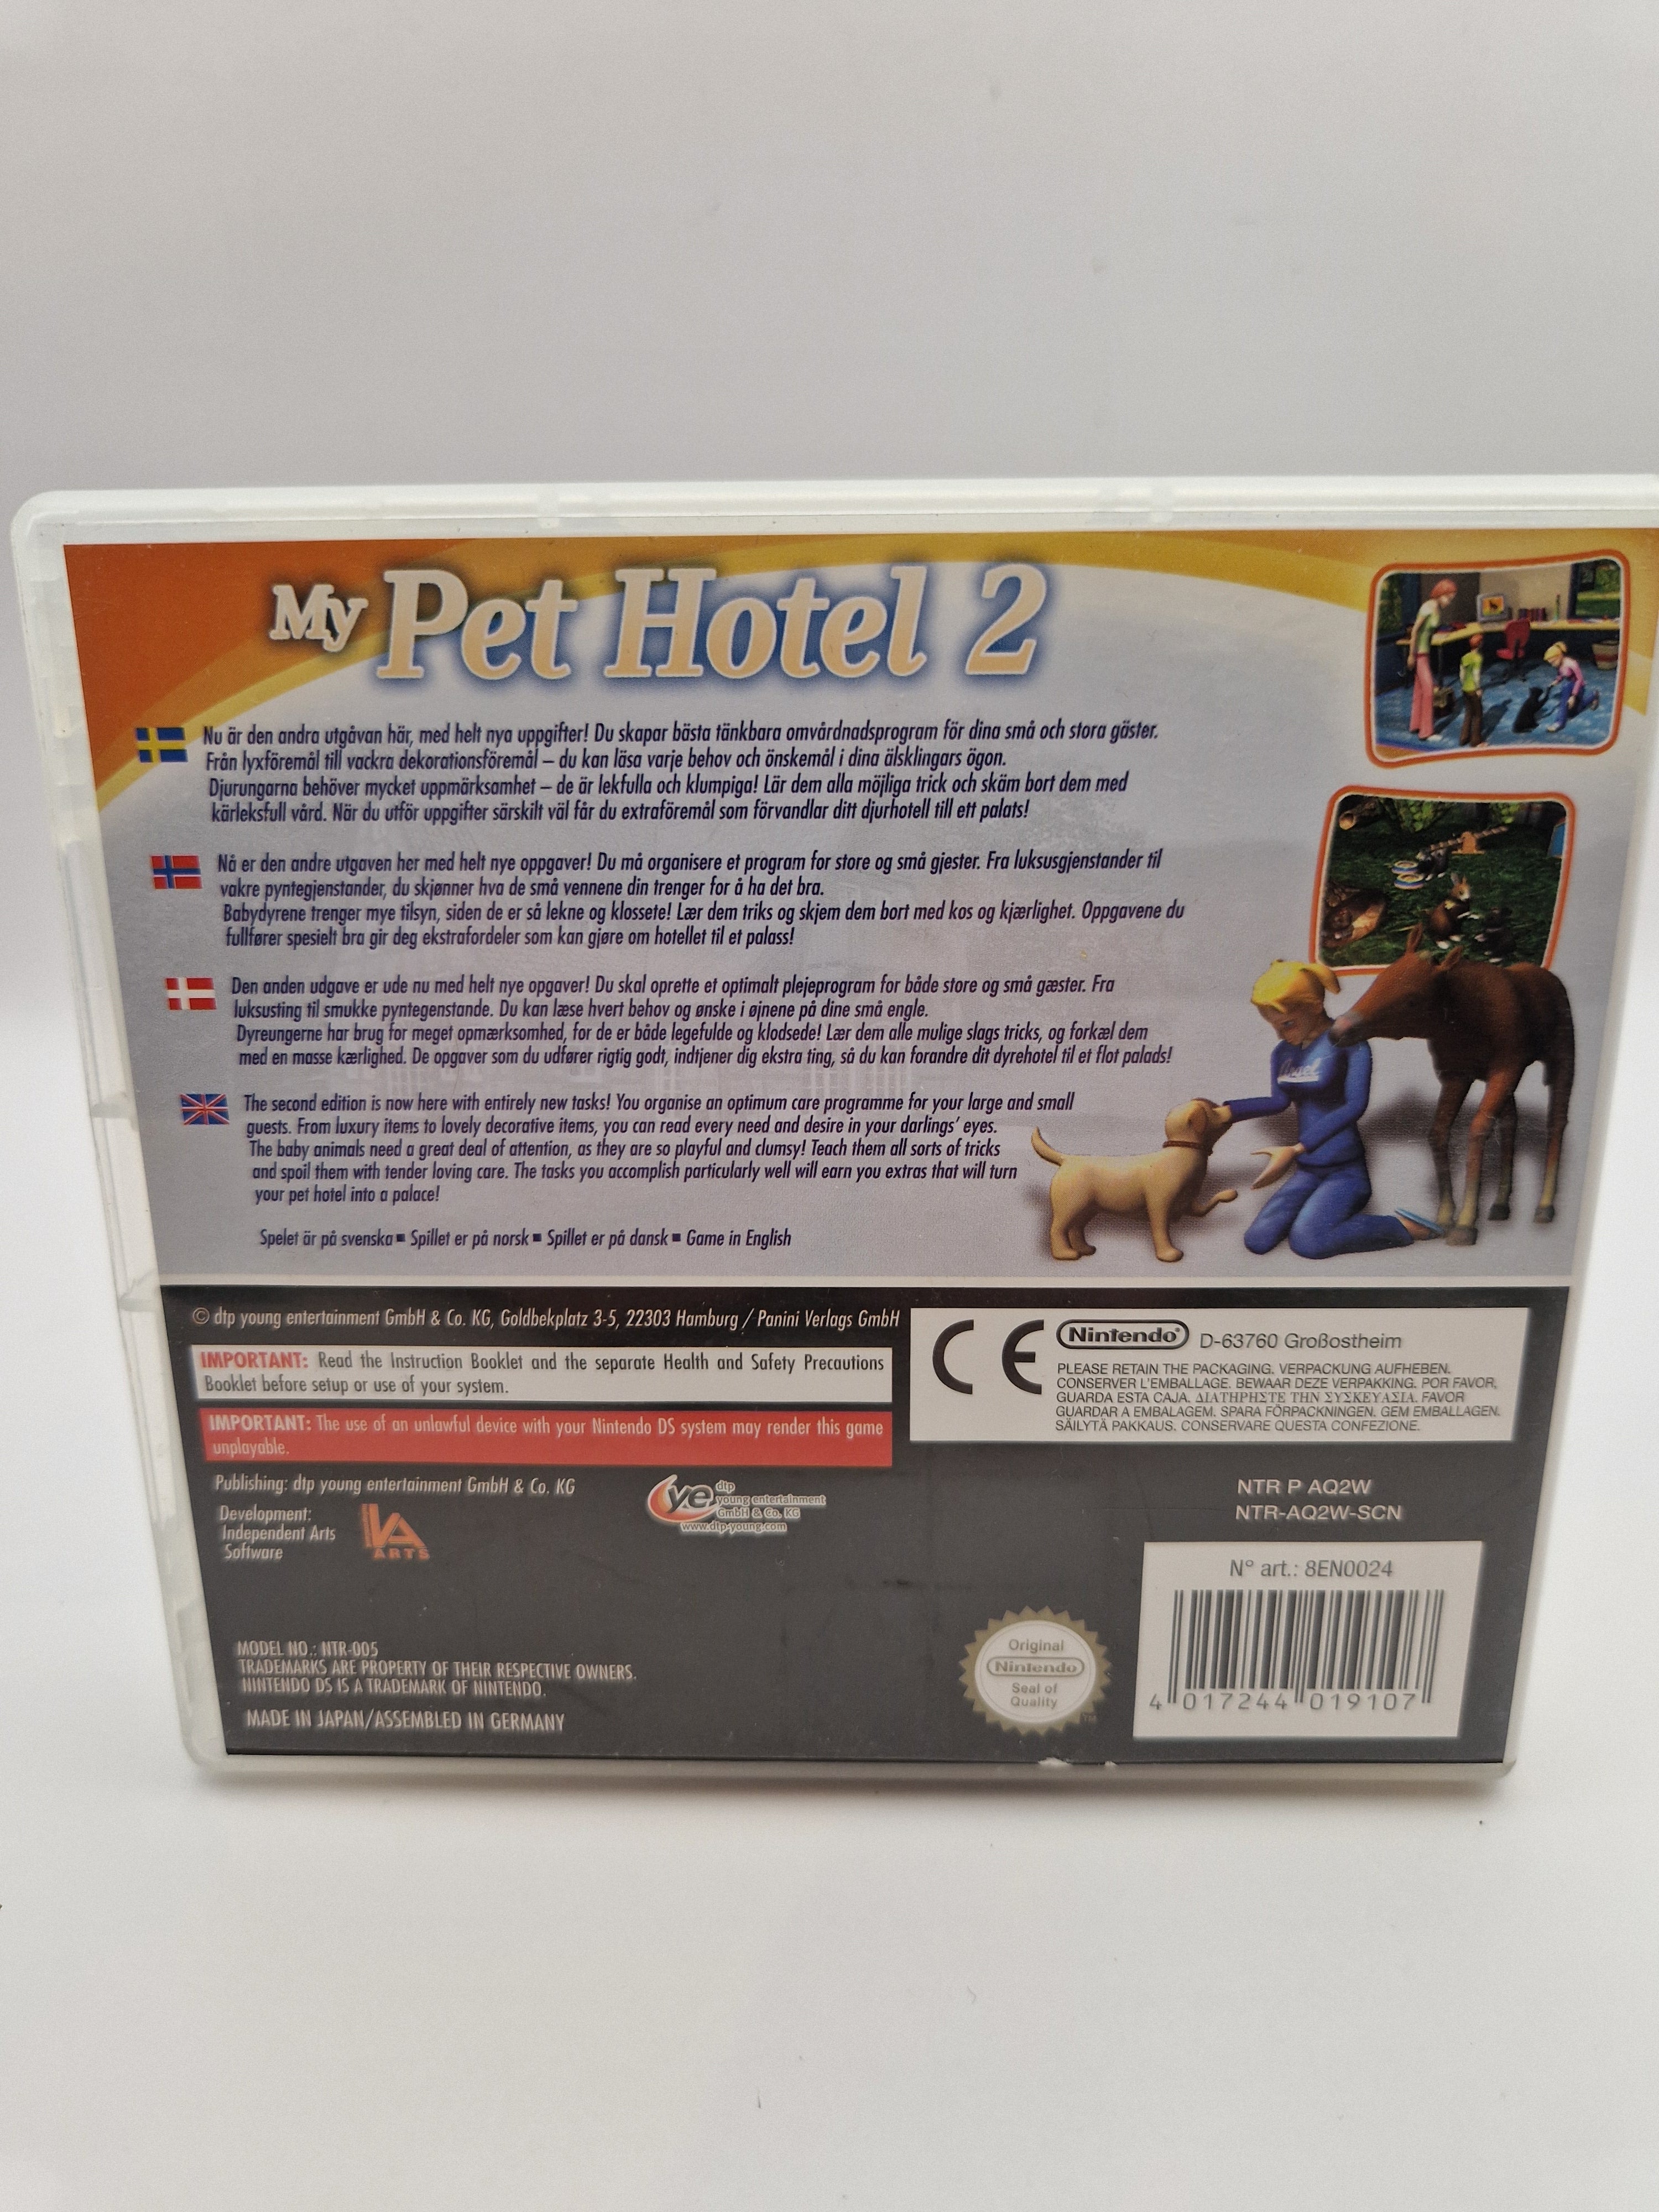 My Pet Hotel 2
Nu är den andra utgåvan här, med helt nya uppgifter! Du skapar bästa tänkbara omvårdnadsprogram för dina små och stora gäster.
Från lyxföremål till vackra dekorationsföremål – du kan läsa varje behov och önskemål i dina älsklingars ögon.
Djurungarna behöver mycket uppmärksamhet – de är lekfulla och klumpiga! Lär dem alla möjliga trick och skäm bort dem med
kärleksfull vård. När du utför uppgifter särskilt väl får du extraföremål som förvandlar ditt djurhotell till ett palats!
Nå er den andre utgaven her med helt nye oppgaver! Du må organisere et program for store og små gjester. Fra luksusgjenstander til
vakre pyntegjenstander, du skjønner hva de små vennene din trenger for å ha det bra.
Babydyrene trenger mye tilsyn, siden de er så lekne og klossete! Lær dem triks og skjem dem bort med kos og kjærlighet. Oppgavene du
fullfører spesielt bra gir deg ekstrafordeler som kan gjøre om hotellet til et palass!
Den anden udgave er ude nu med helt nye opgaver! Du skal oprette et optimalt plejeprogram for både store og små gæster. Fra
luksusting til smukke pyntegenstande. Du kan læse hvert behov og ønske i øjnene på dine små engle.
Dyreungerne har brug for meget opmærksomhed, for de er både legefulde og klodsede! Lær dem alle mulige slags tricks, og forkæl dem
med en masse kærlighed. De opgaver som du udfører rigtig godt, indtjener dig ekstra ting, så du kan forandre dit dyrehotel til et flot palads!
The second edition is now here with entirely new tasks! You organise an optimum care programme for your large and small
guests. From luxury items to lovely decorative items, you can read every need and desire in your darlings' eyes.
The baby animals need a great deal of attention, as they are so playful and clumsy! Teach them all sorts of tricks
and spoil them with tender loving care. The tasks you accomplish particularly well will earn you extras that will turn
your pet hotel into a palace!
Spelet är på svenska ■ Spillet er på norsk ■ Spillet er på dansk ■ Game in English
© dtp young entertainment GmbH & Co. KG, Goldbekplatz 3-5, 22303 Hamburg / Panini Verlags GmbH
IMPORTANT: Read the Instruction Booklet and the separate Health and Safety Precautions
Booklet before setup or use of your system.
IMPORTANT: The use of an unlawful device with your Nintendo DS system may render this game
unplayable.
CE
Nintendo® D-63760 Großostheim
PLEASE RETAIN THE PACKAGING. VERPACKUNG AUFHEBEN.
CONSERVER L'EMBALLAGE. BEWAAR DEZE VERPAKKING. POR FAVOR,
GUARDA ESTA CAJA. ΔΙΑΤΗΡΗΣΤΕ ΤΗΝ ΣΥΣΚΕΥΑΣΙΑ. FAVOR
GUARDAR A EMBALAGEM. SPARA FÖRPACKNINGEN. GEM EMBALLAGEN.
SÄILYTÄ PAKKAUS. CONSERVARE QUESTA CONFEZIONE.
Publishing: dtp young entertainment GmbH & Co. KG
Development:
Independent Arts
Software
IA
ARTS
ye
dtp
young entertainment
GmbH & Co. KG
www.dtp-young.com
NTR P AQ2W
NTR-AQ2W-SCN
N° art.: 8EN0024
4 017244 019107
Original
Nintendo
Seal of
Quality
TM
MODEL NO.: NTR-005
TRADEMARKS ARE PROPERTY OF THEIR RESPECTIVE OWNERS.
NINTENDO DS IS A TRADEMARK OF NINTENDO.
MADE IN JAPAN/ASSEMBLED IN GERMANY